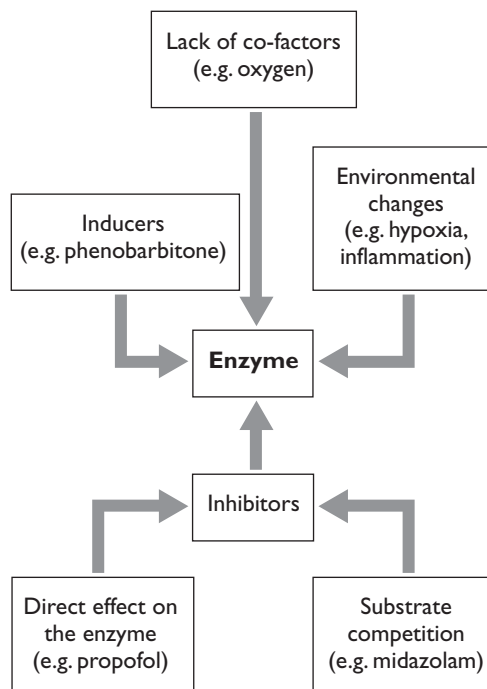 Lack of co-factors
(e.g. oxygen)
Environmental
changes
(e.g. hypoxia,
inflammation)
Inducers
(e.g. phenobarbitone)
Enzyme
Inhibitors
Direct effect on
the enzyme
(e.g. propofol)
Substrate
competition
(e.g. midazolam)